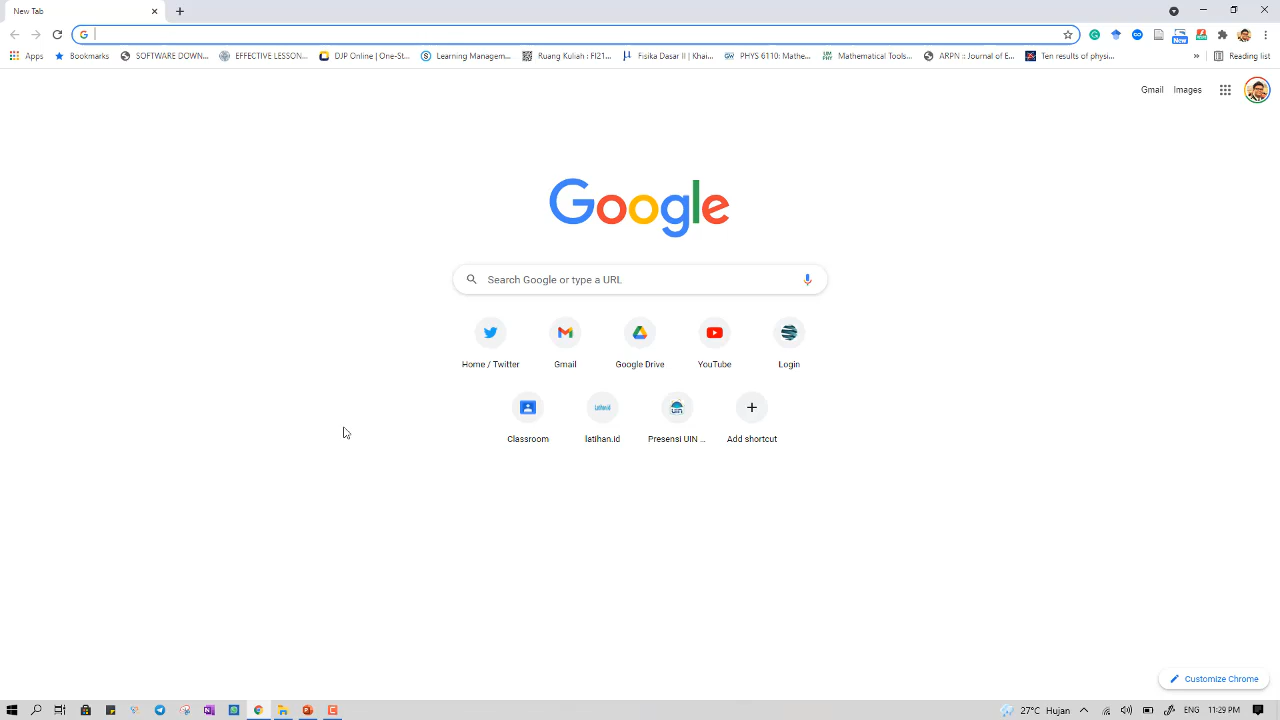 New Tab
Apps
Bookmarks
SOFTWARE DOWN...
EFFECTIVE LESSON...
DJP Online | One-St...
Learning Managem...
Ruang Kuliah : FI21...
Fisika Dasar II | Khai...
PHYS 6110: Mathe...
Mathematical Tools...
ARPN :: Journal of E...
Ten results of physi...
»
Reading list
New
Gmail Images
Google
Search Google or type a URL
Home / Twitter
Gmail
Google Drive
YouTube
Login
Classroom
latihan.id
Presensi UIN ...
Add shortcut
Customize Chrome
27°C Hujan
ENG
11:29 PM